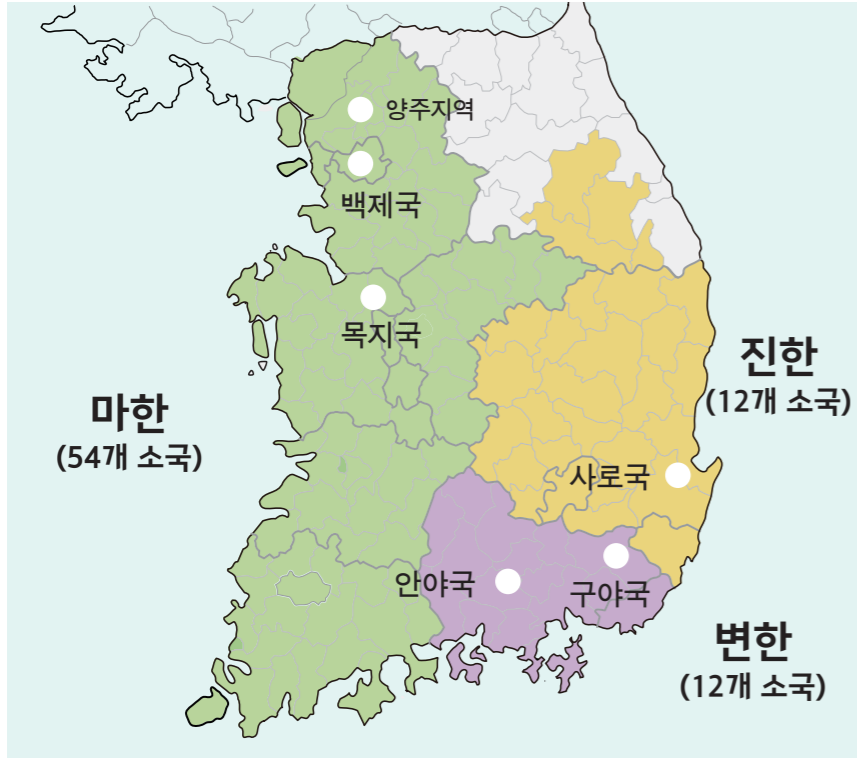 양주지역
백제국
목지국
진한
(12개 소국)
마한
(54개 소국)
사로국
안야국
구야국
변한
(12개 소국)